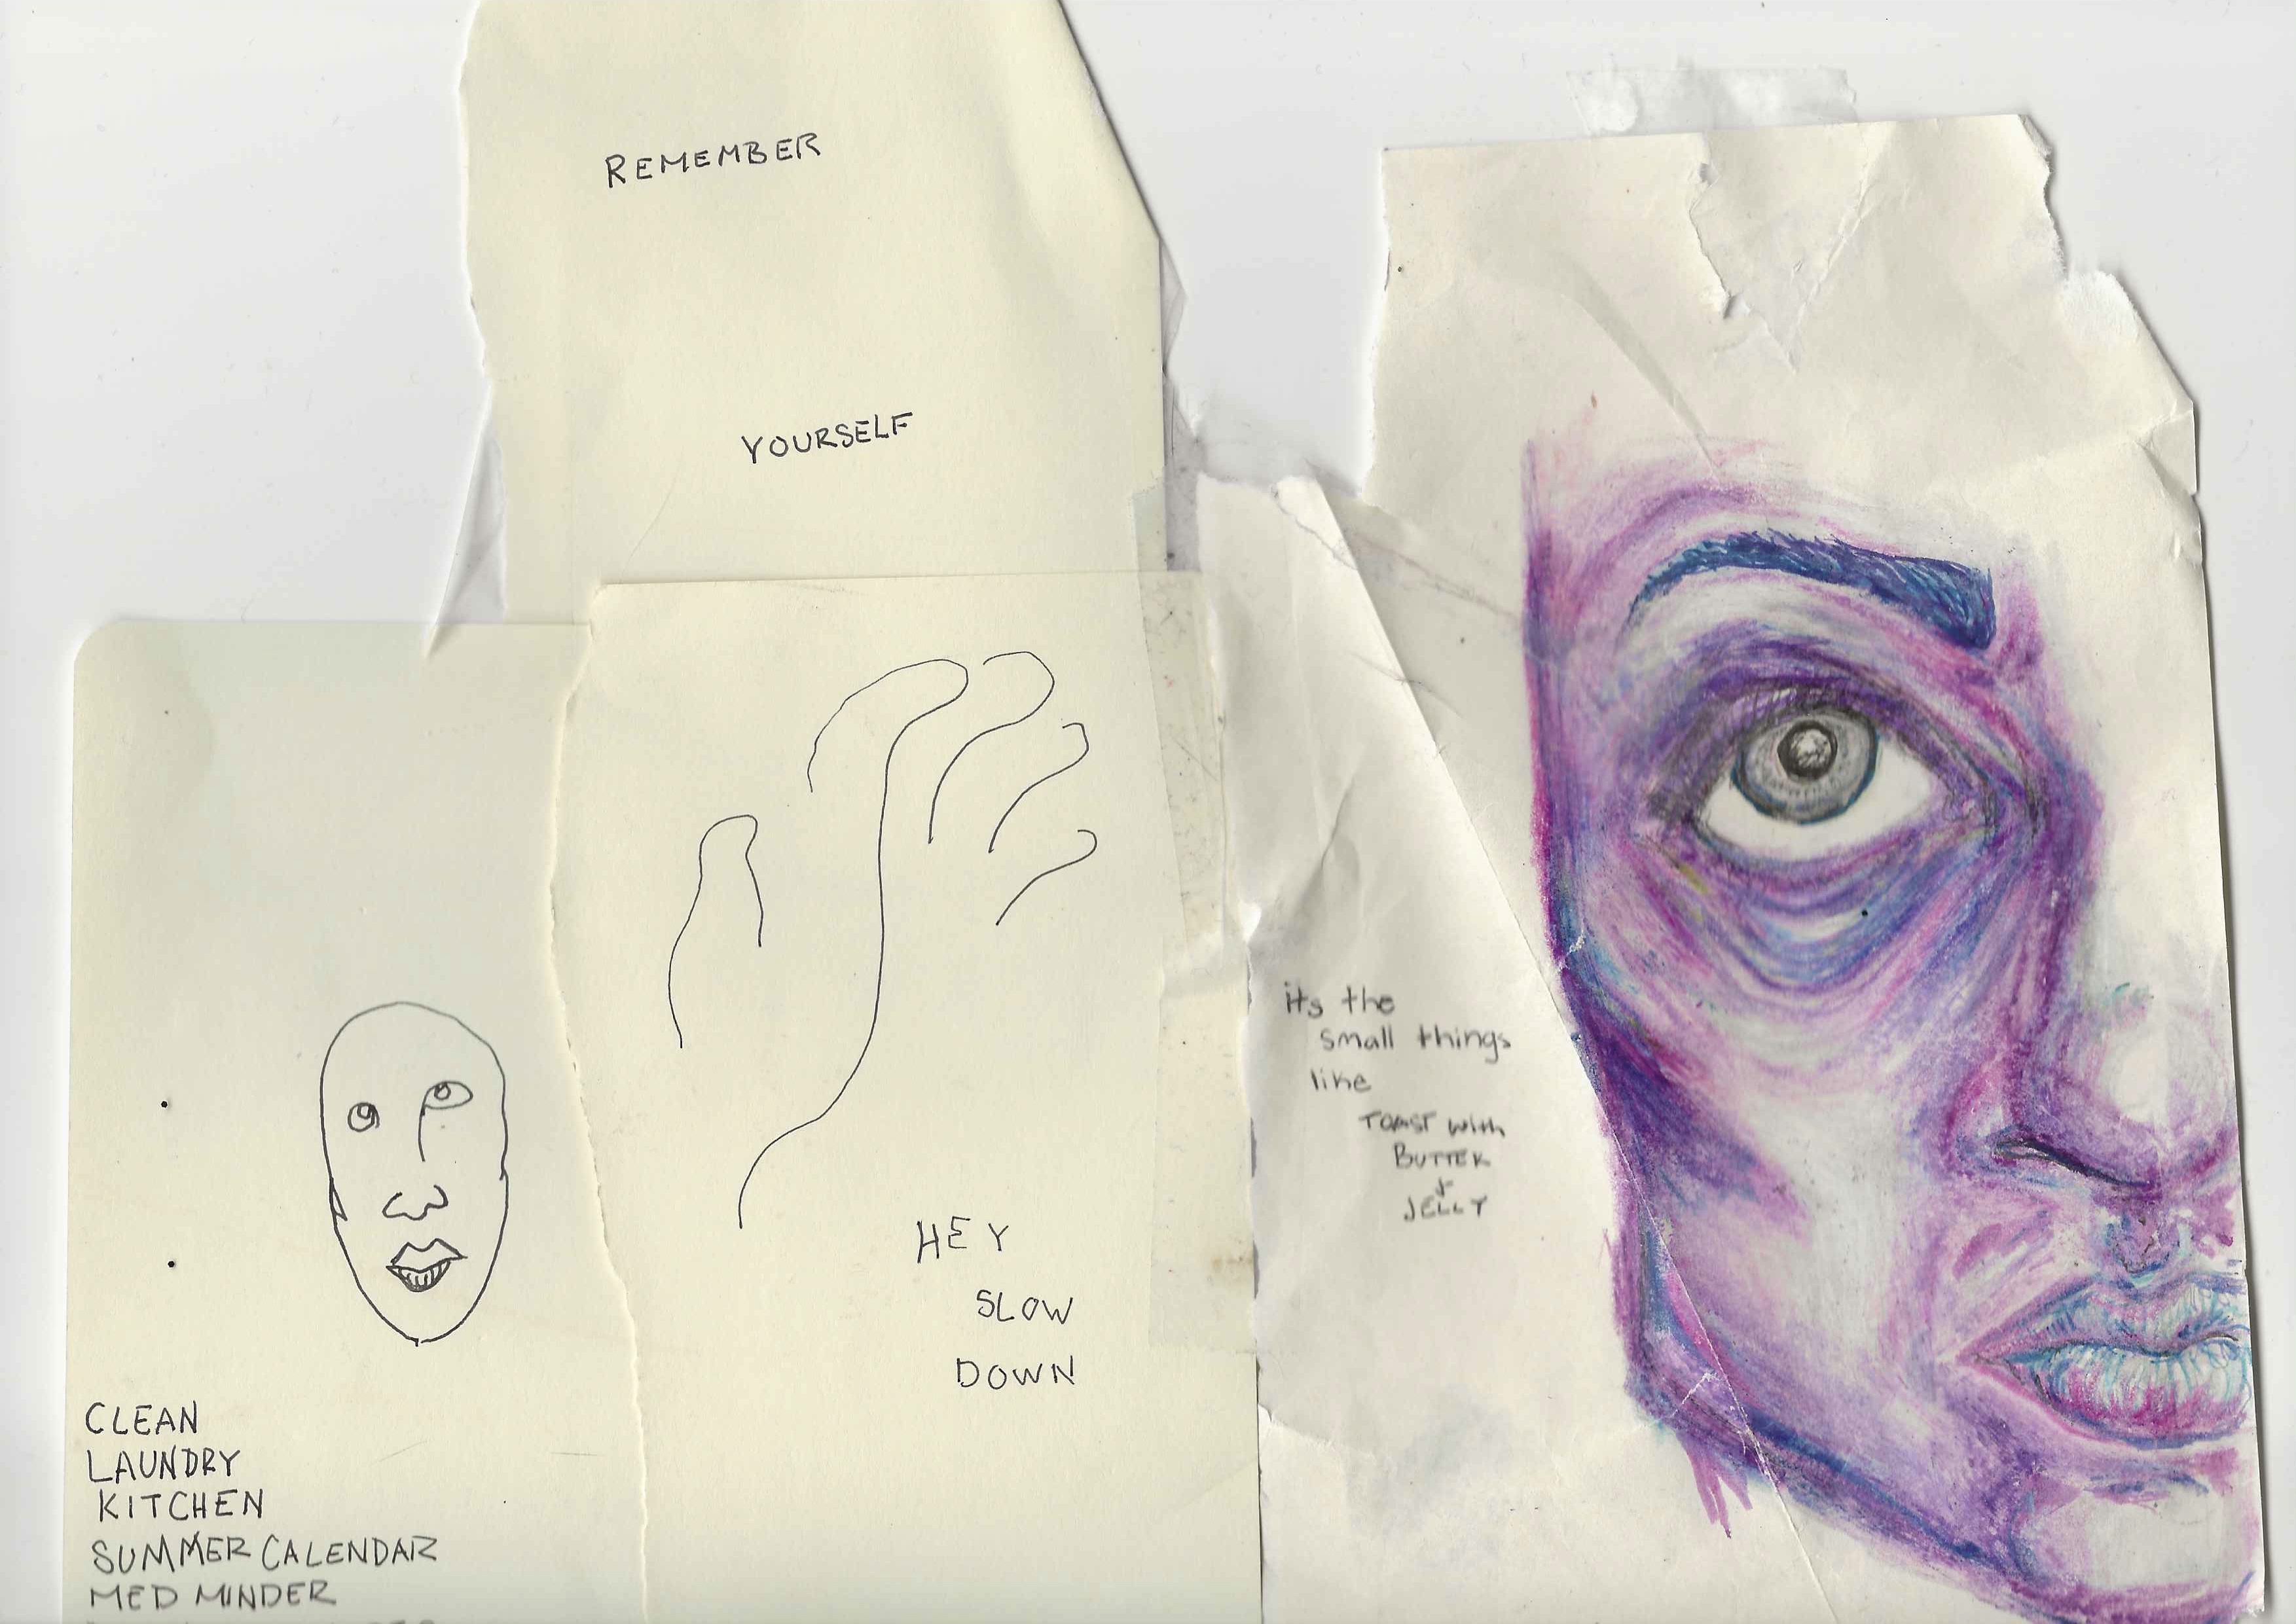 REMEMBER
YOURSELF
HEY
SLOW
DOWN
CLEAN
LAUNDRY
KITCHEN
SUMMER CALENDAR
MED MINDER
its the
small things
like
TOAST with
BUTTER
+
JELLY